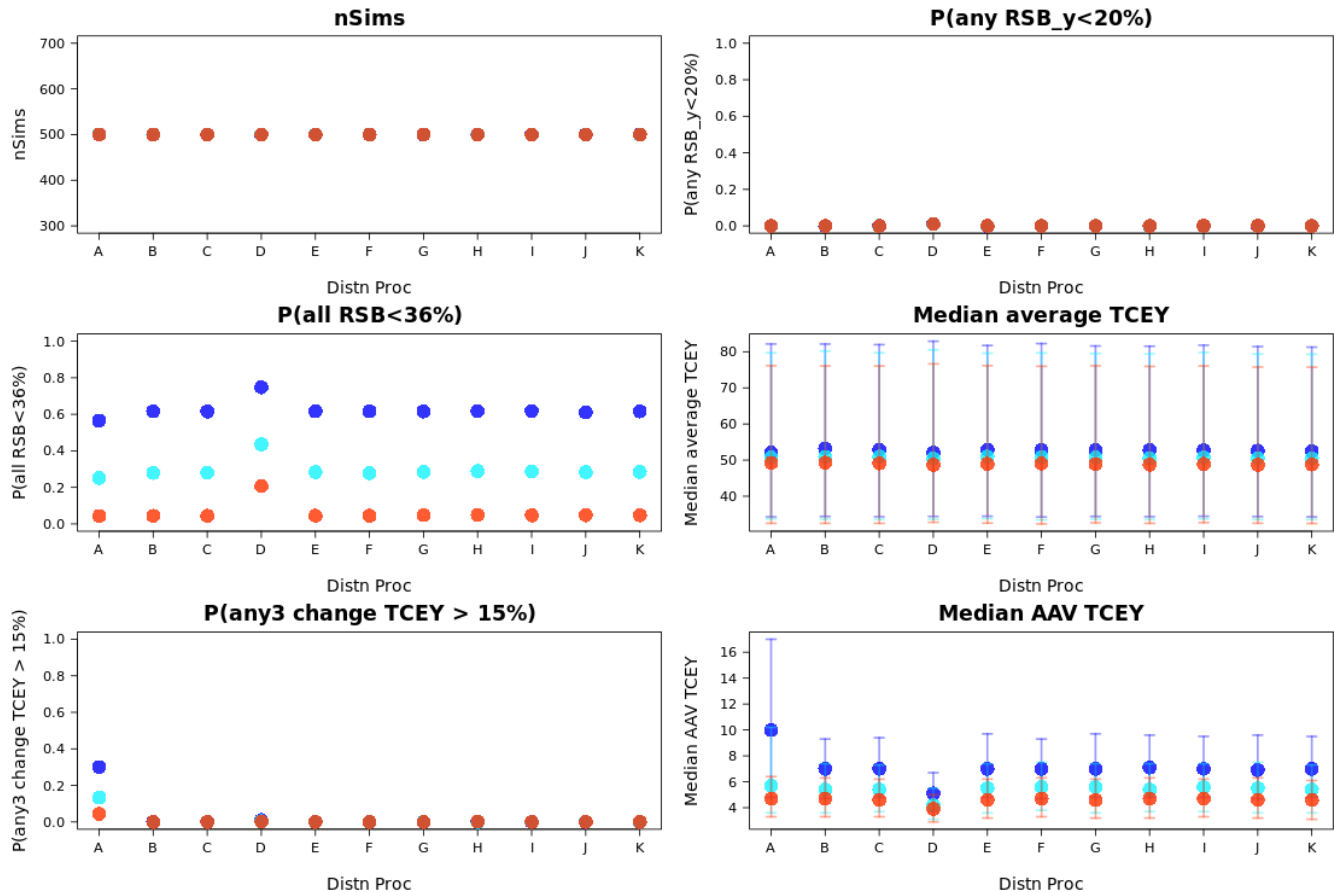 nSims
700
600
500
400
300
nSims
A B C D E F G H I J K
Distn Proc
P(any RSB_y<20%)
1.0
0.8
0.6
0.4
0.2
0.0
P(any RSB_y<20%)
A B C D E F G H I J K
Distn Proc
P(all RSB<36%)
1.0
0.8
0.6
0.4
0.2
0.0
P(all RSB<36%)
A B C D E F G H I J K
Distn Proc
Median average TCEY
80
70
60
50
40
Median average TCEY
A B C D E F G H I J K
Distn Proc
P(any3 change TCEY > 15%)
1.0
0.8
0.6
0.4
0.2
0.0
P(any3 change TCEY > 15%)
A B C D E F G H I J K
Distn Proc
Median AAV TCEY
16
14
12
10
8
6
4
Median AAV TCEY
A B C D E F G H I J K
Distn Proc